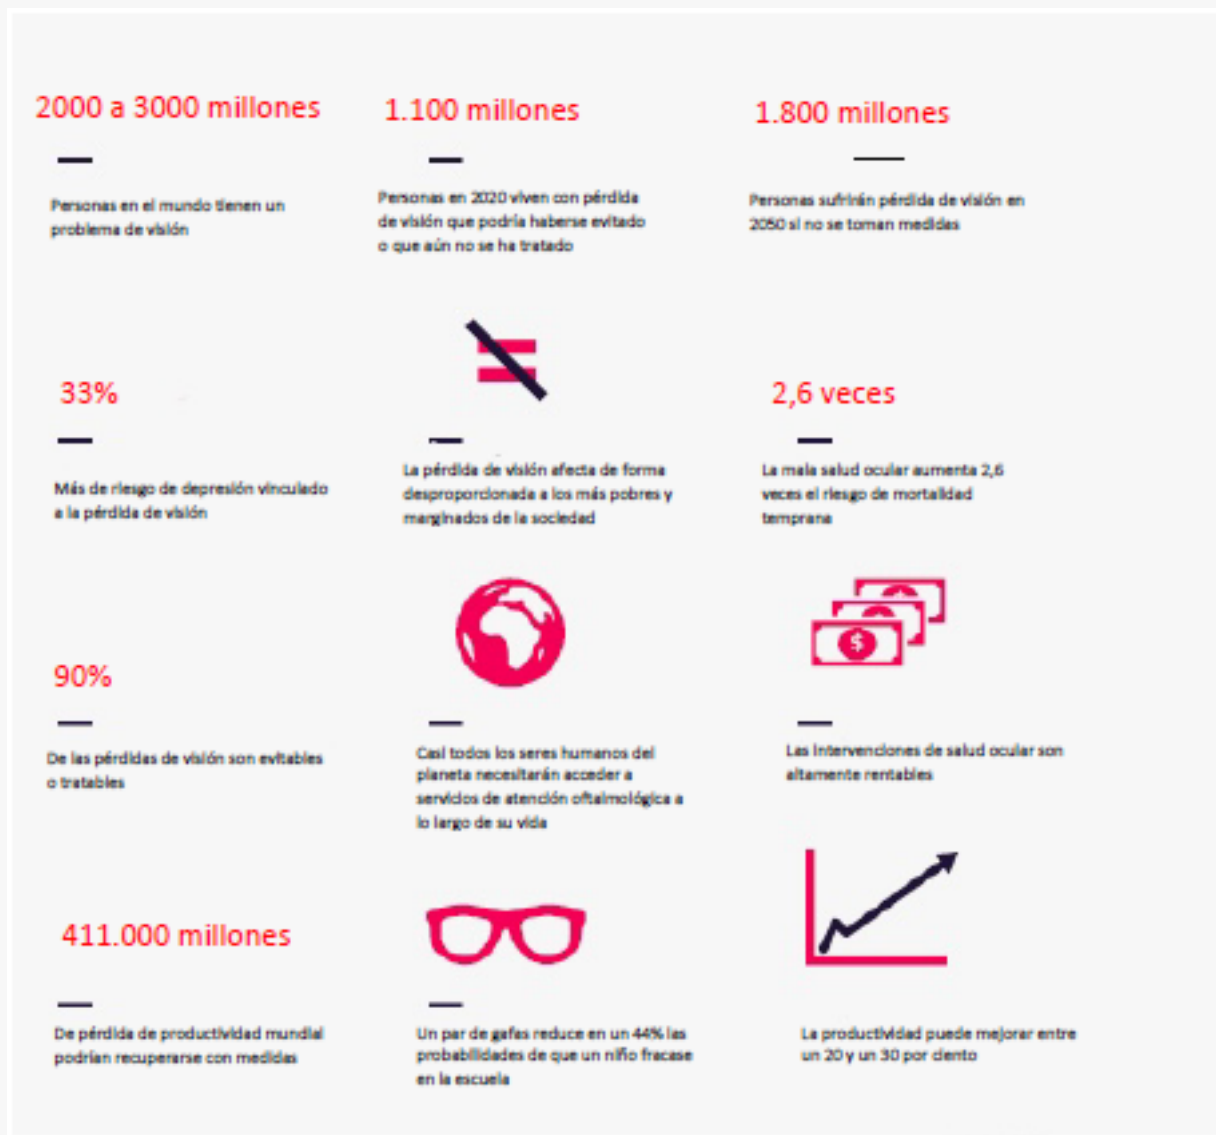 2000 a 3000 millones
Personas en el mundo tienen un
problema de visión
1.100 millones
Personas en 2020 viven con pérdida
de visión que podría haberse evitado
o que aún no se ha tratado
1.800 millones
Personas sufrirán pérdida de visión en
2050 si no se toman medidas
33%
Más de riesgo de depresión vinculado
a la pérdida de visión
La pérdida de visión afecta de forma
desproporcionada a los más pobres y
marginados de la sociedad
2,6 veces
La mala salud ocular aumenta 2,6
veces el riesgo de mortalidad
temprana
90%
De las pérdidas de visión son evitables
o tratables
Casi todos los seres humanos del
planeta necesitarán acceder a
servicios de atención oftalmológica a
lo largo de su vida
$
Las intervenciones de salud ocular son
altamente rentables
411.000 millones
De pérdida de productividad mundial
podrían recuperarse con medidas
Un par de gafas reduce en un 44% las
probabilidades de que un niño fracase
en la escuela
La productividad puede mejorar entre
un 20 y un 30 por ciento